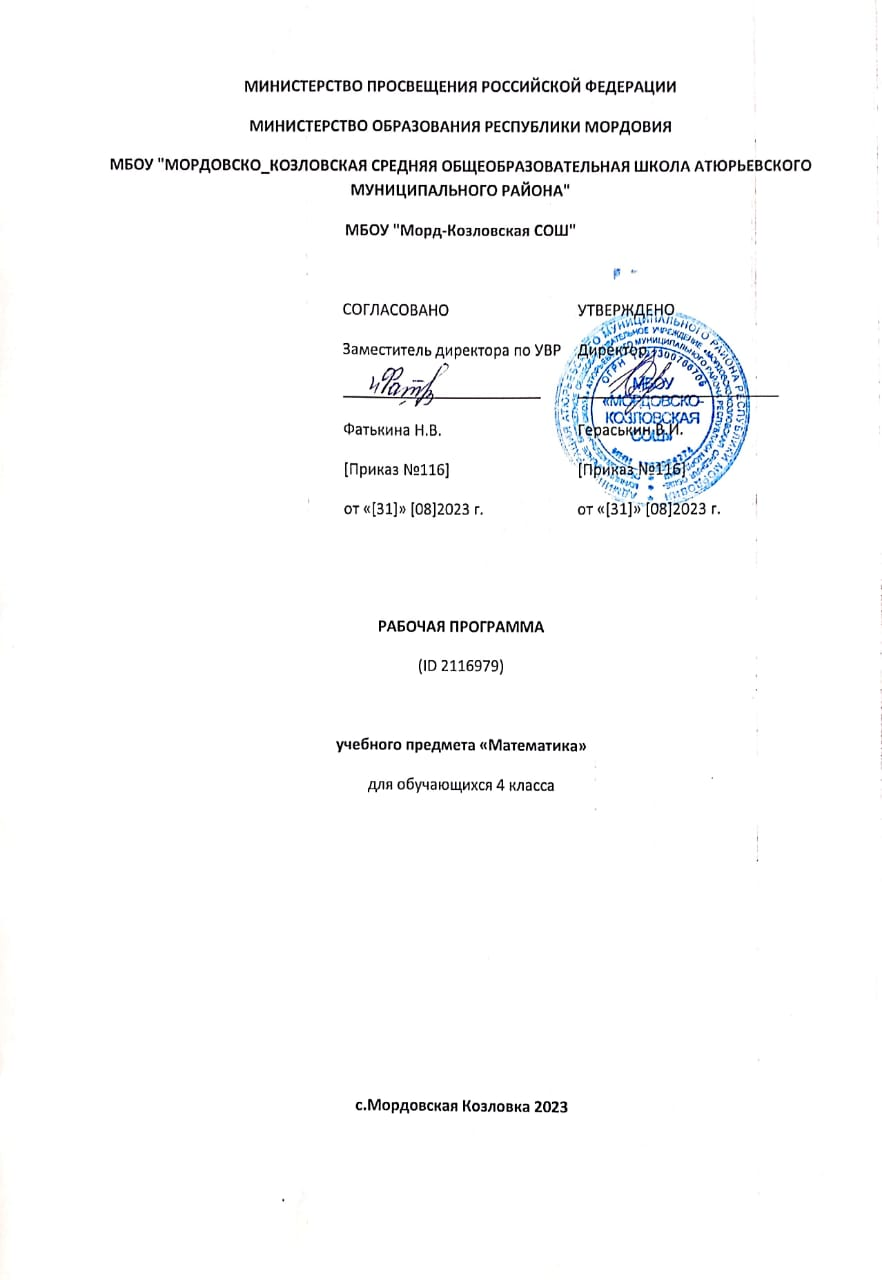 МИНИСТЕРСТВО ПРОСВЕЩЕНИЯ РОССИЙСКОЙ ФЕДЕРАЦИИ
МИНИСТЕРСТВО ОБРАЗОВАНИЯ РЕСПУБЛИКИ МОРДОВИЯ
МБОУ "МОРДОВСКО_КОЗЛОВСКАЯ СРЕДНЯЯ ОБЩЕОБРАЗОВАТЕЛЬНАЯ ШКОЛА АТЮРЬЕВСКОГО
МУНИЦИПАЛЬНОГО РАЙОНА"
МБОУ "Морд-Козловская СОШ"
СОГЛАСОВАНО
Заместитель директора по УВР
Фатькина Н.В.
[Приказ №116]
от «[31]» [08]2023 г.
УТВЕРЖДЕНО
Директор
Гераськин В.И.
[Приказ №116]
от «[31]» [08]2023 г.
МБОУ
«МОРДОВСКО-
КОЗЛОВСКАЯ
СОШ»
РАБОЧАЯ ПРОГРАММА
(ID 2116979)
учебного предмета «Математика»
для обучающихся 4 класса
с.Мордовская Козловка 2023